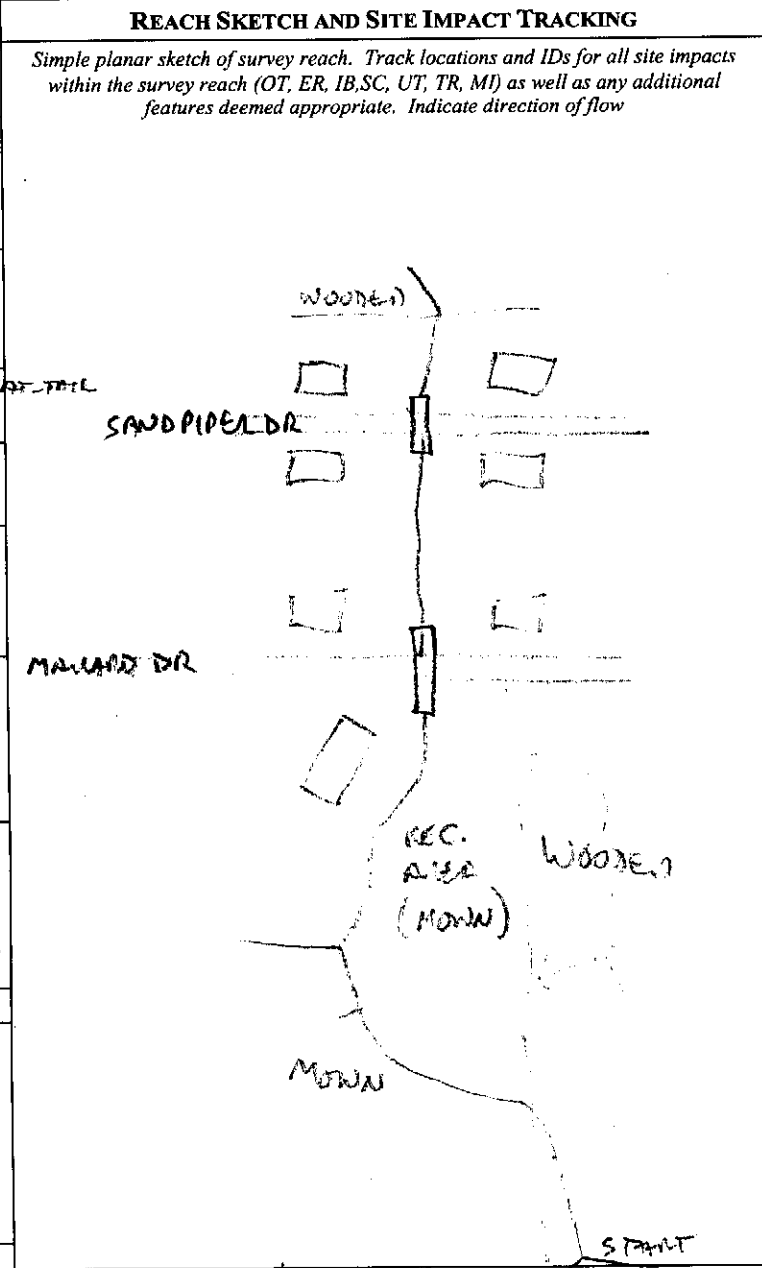 REACH SKETCH AND SITE IMPACT TRACKING
Simple planar sketch of survey reach. Track locations and IDs for all site impacts
within the survey reach (OT, ER, IB,SC, UT, TR, MI) as well as any additional
features deemed appropriate. Indicate direction of flow
WOODED
SANDPIPER DR
MALLARD DR
REC.
AREA
(MOWN)
WOODED
MOWN
START